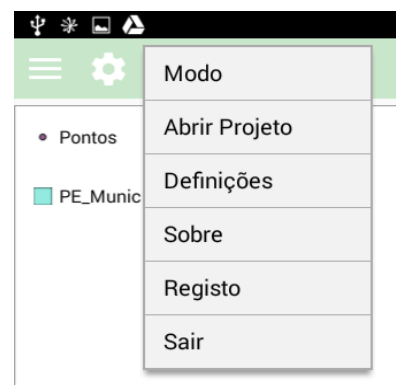 Modo
Abrir Projeto
Pontos
Definições
PE_Munic
Sobre
Registo
Sair